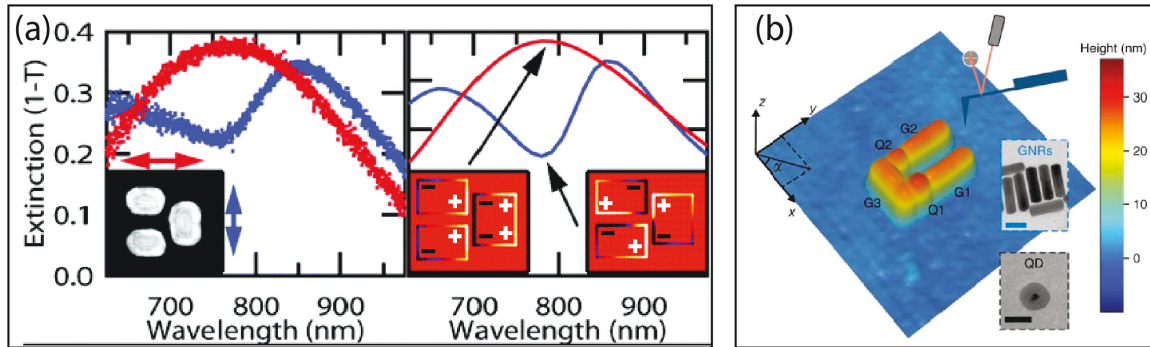 (a)
Extinction (1-T)
0.4
0.3
0.2
0.1
0.0
700 800 900
Wavelength (nm)
− + − +
− + − +
700 800 900
Wavelength (nm)
− + − +
− +
(b)
Height (nm)
30
20
10
0
z
y
x
α
G2
Q2
G1
Q1
G3
GNRs
QD